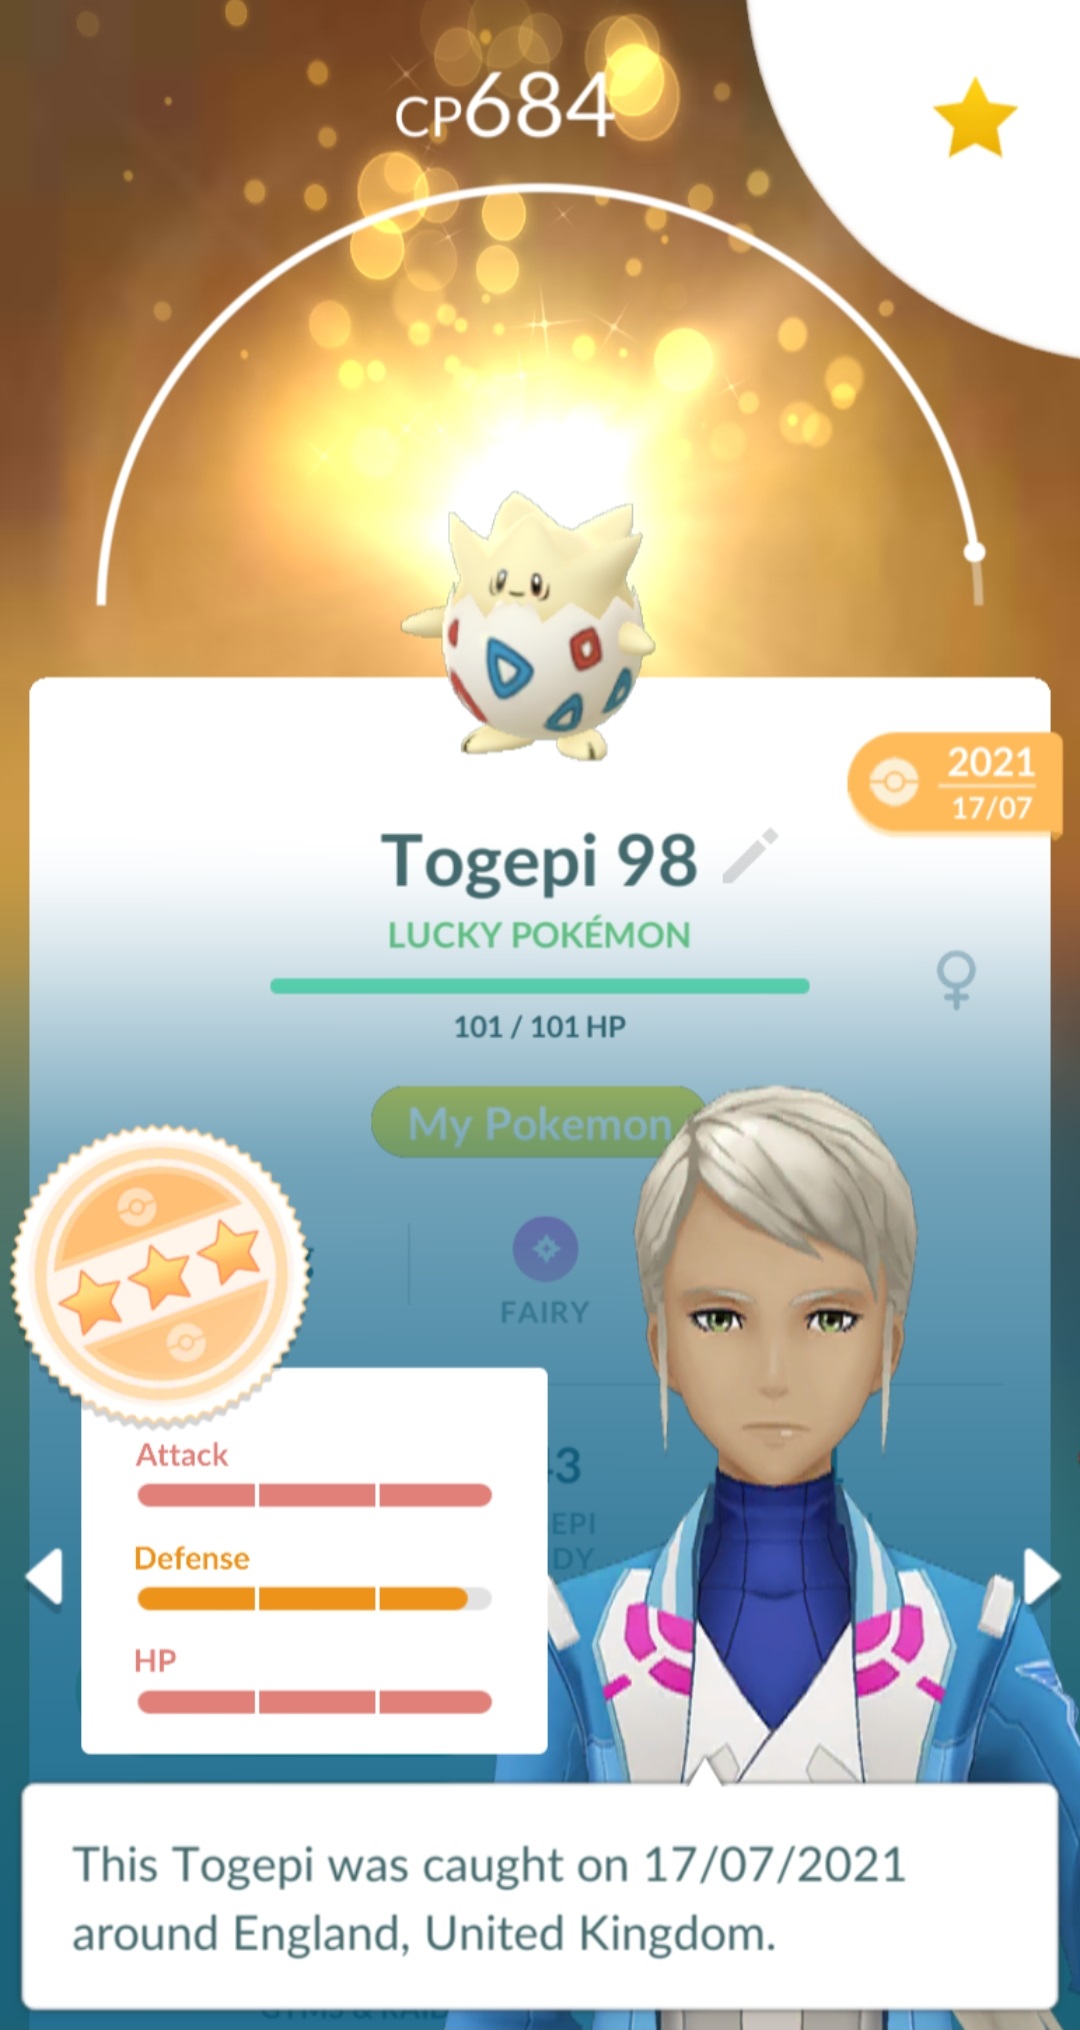 CP684
2021
17/07
Togepi 98
LUCKY POKÉMON
101 / 101 HP
My Pokemon
FAIRY
Attack
Defense
HP
This Togepi was caught on 17/07/2021
around England, United Kingdom.